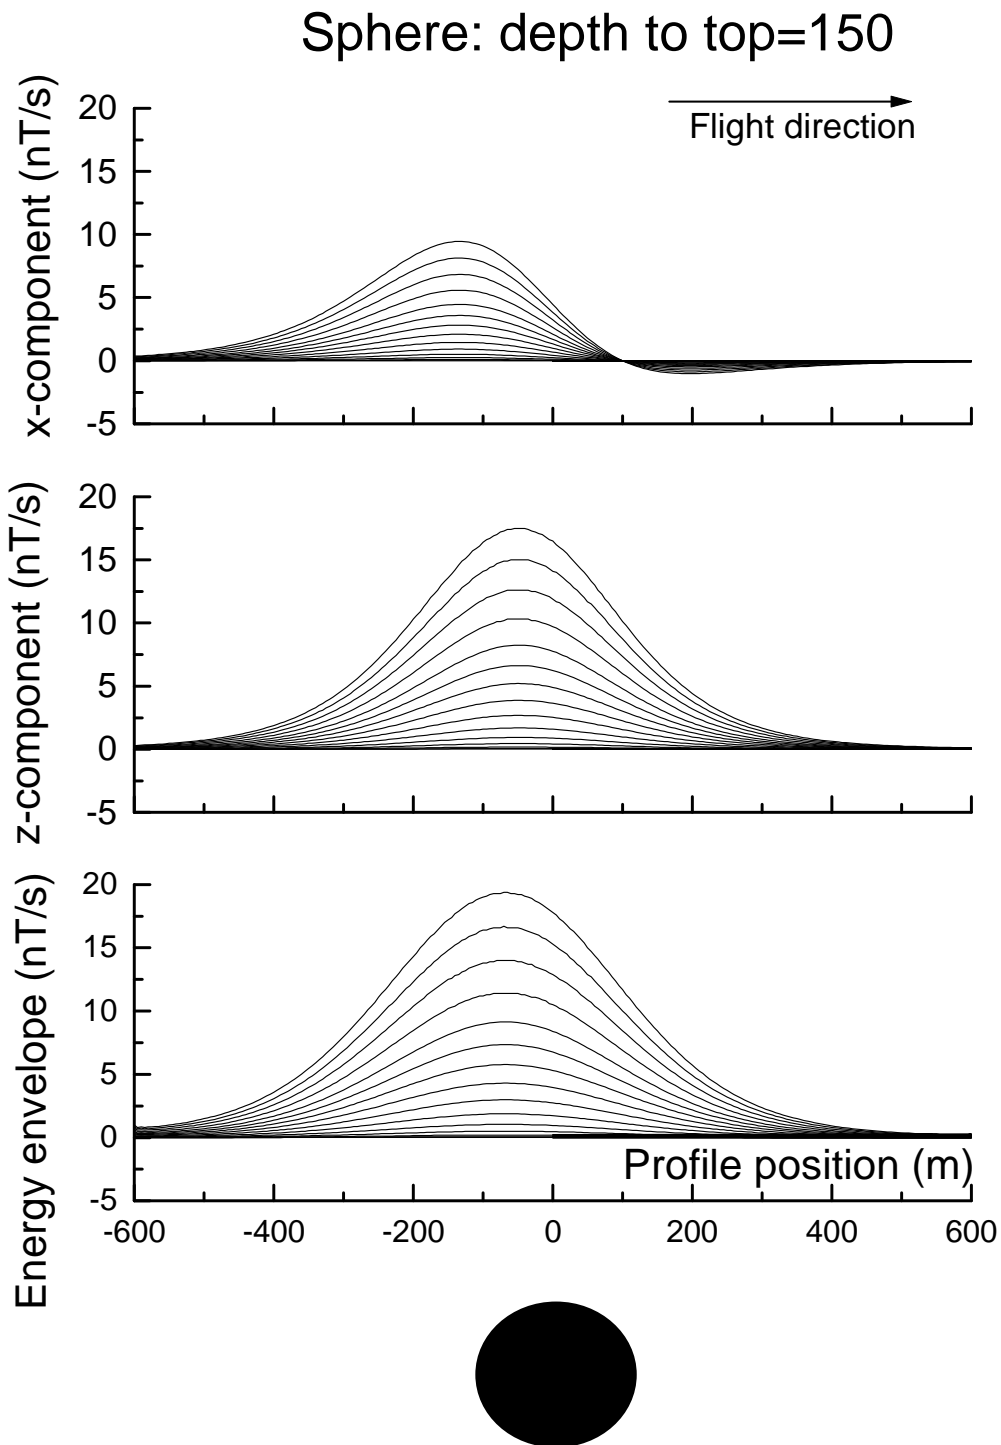 Sphere: depth to top=150
Flight direction
x-component (nT/s)
20
15
10
5
0
-5
z-component (nT/s)
20
15
10
5
0
-5
Energy envelope (nT/s)
20
15
10
5
0
-5
Profile position (m)
-600 -400 -200 0 200 400 600